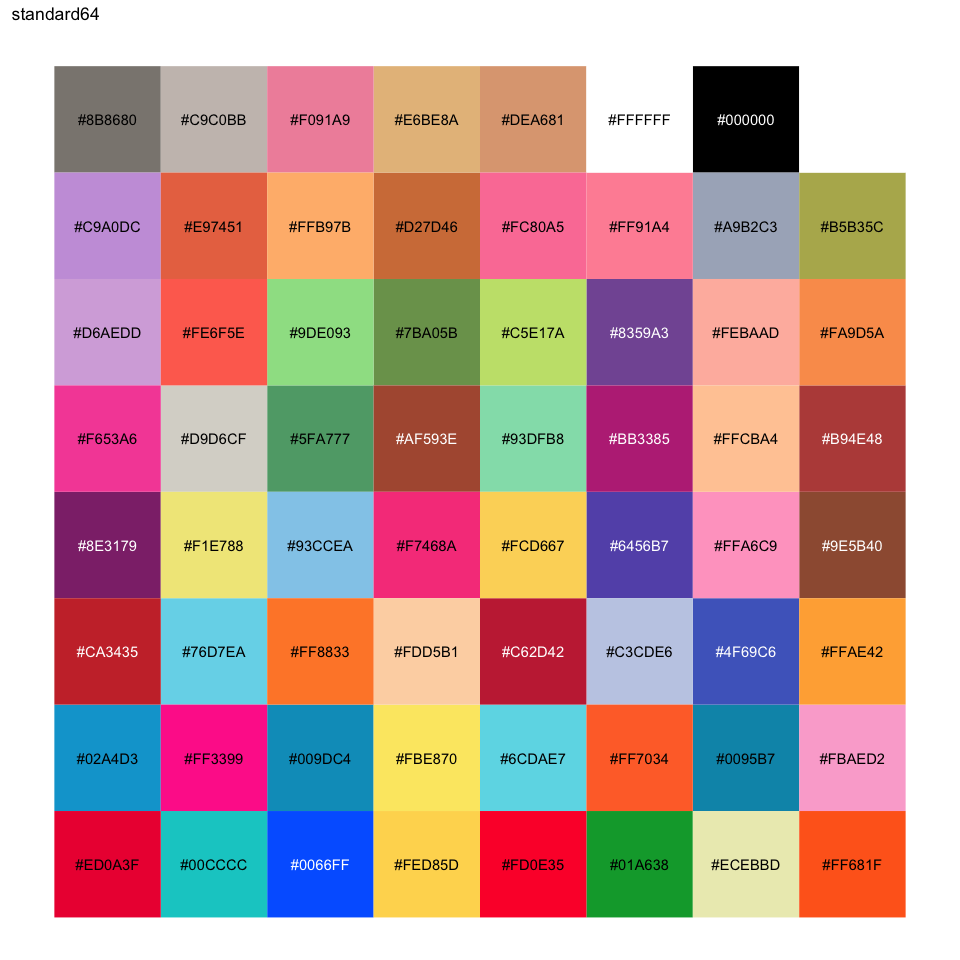 standard64
#8B8680 #C9C0BB #F091A9 #E6BE8A #DEA681 #FFFFFF #000000
#C9A0DC #E97451 #FFB97B #D27D46 #FC80A5 #FF91A4 #A9B2C3 #B5B35C
#D6AEDD #FE6F5E #9DE093 #7BA05B #C5E17A #8359A3 #FEBAAD #FA9D5A
#F653A6 #D9D6CF #5FA777 #AF593E #93DFB8 #BB3385 #FFCBA4 #B94E48
#8E3179 #F1E788 #93CCEA #F7468A #FCD667 #6456B7 #FFA6C9 #9E5B40
#CA3435 #76D7EA #FF8833 #FDD5B1 #C62D42 #C3CDE6 #4F69C6 #FFAE42
#02A4D3 #FF3399 #009DC4 #FBE870 #6CDAE7 #FF7034 #0095B7 #FBAED2
#ED0A3F #00CCCC #0066FF #FED85D #FD0E35 #01A638 #ECEBBD #FF681F